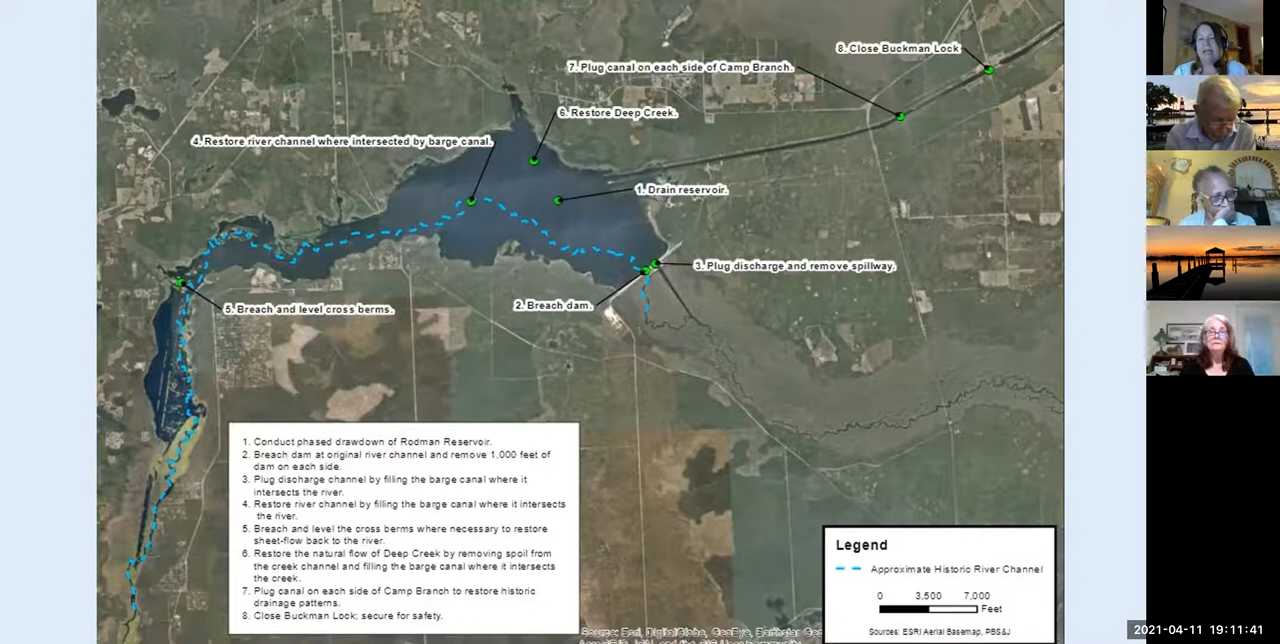 8. Close Buckman Lock
7. Plug canal on each side of Camp Branch.
6. Restore Deep Creek.
4. Restore river channel where intersected by barge canal.
1. Drain reservoir.
3. Plug discharge and remove spillway.
2. Breach dam.
5. Breach and level cross berms.
1. Conduct phased drawdown of Rodman Reservoir.
2. Breach dam at original river channel and remove 1,000 feet of
dam on each side.
3. Plug discharge channel by filling the barge canal where it
intersects the river.
4. Restore river channel by filling the barge canal where it intersects
the river.
5. Breach and level the cross berms where necessary to restore
sheet-flow back to the river.
6. Restore the natural flow of Deep Creek by removing spoil from
the creek channel and filling the barge canal where it intersects
the creek.
7. Plug canal on each side of Camp Branch to restore historic
drainage patterns.
8. Close Buckman Lock; secure for safety.
Legend
Approximate Historic River Channel
0 3,500 7,000
Feet
Sources: ESRI Aerial Basemap, PBS&J
Source: Esri, DigitalGlobe, GeoEye, Earthstar Geo
2021-04-11 19:11:41